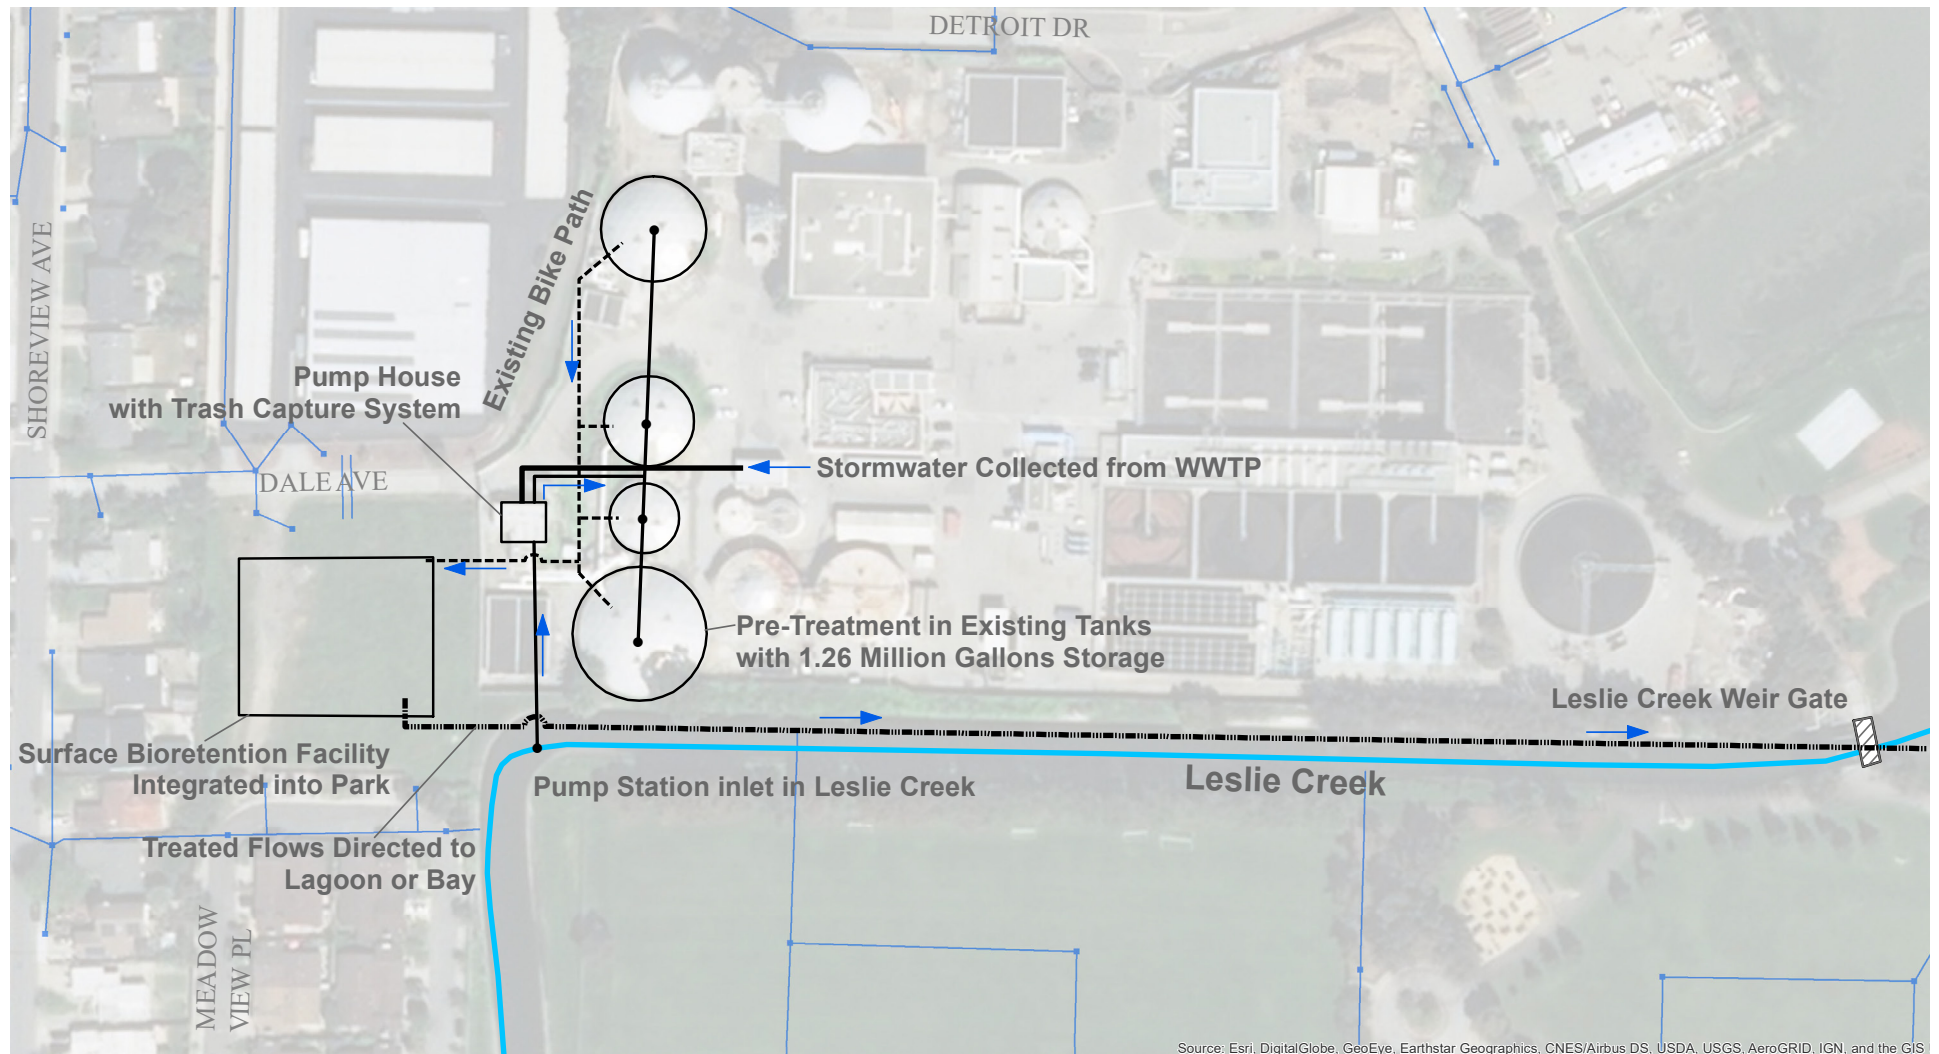 DETROIT DR
SHOREVIEW AVE
Existing Bike Path
Pump House
with Trash Capture System
Stormwater Collected from WWTP
DALE AVE
Pre-Treatment in Existing Tanks
with 1.26 Million Gallons Storage
Leslie Creek Weir Gate
Surface Bioretention Facility
Integrated into Park
Pump Station inlet in Leslie Creek
Leslie Creek
Treated Flows Directed to
Lagoon or Bay
MEADOW
VIEW PL
Source: Esri, DigitalGlobe, GeoEye, Earthstar Geographics, CNES/Airbus DS, USDA, USGS, AeroGRID, IGN, and the GIS